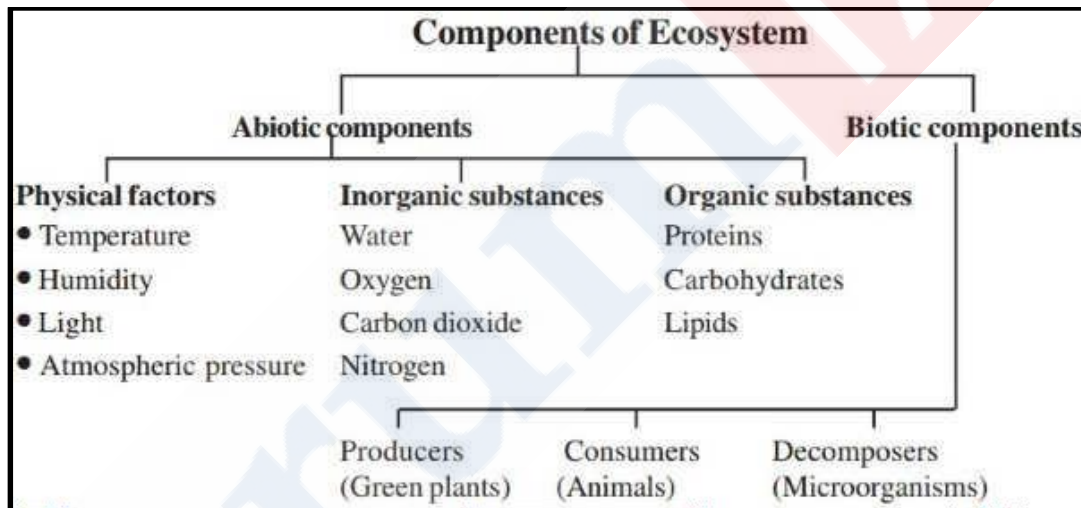 Components of Ecosystem
Abiotic components
Biotic components
Physical factors
• Temperature
• Humidity
• Light
• Atmospheric pressure
Inorganic substances
Water
Oxygen
Carbon dioxide
Nitrogen
Organic substances
Proteins
Carbohydrates
Lipids
Producers
(Green plants)
Consumers
(Animals)
Decomposers
(Microorganisms)